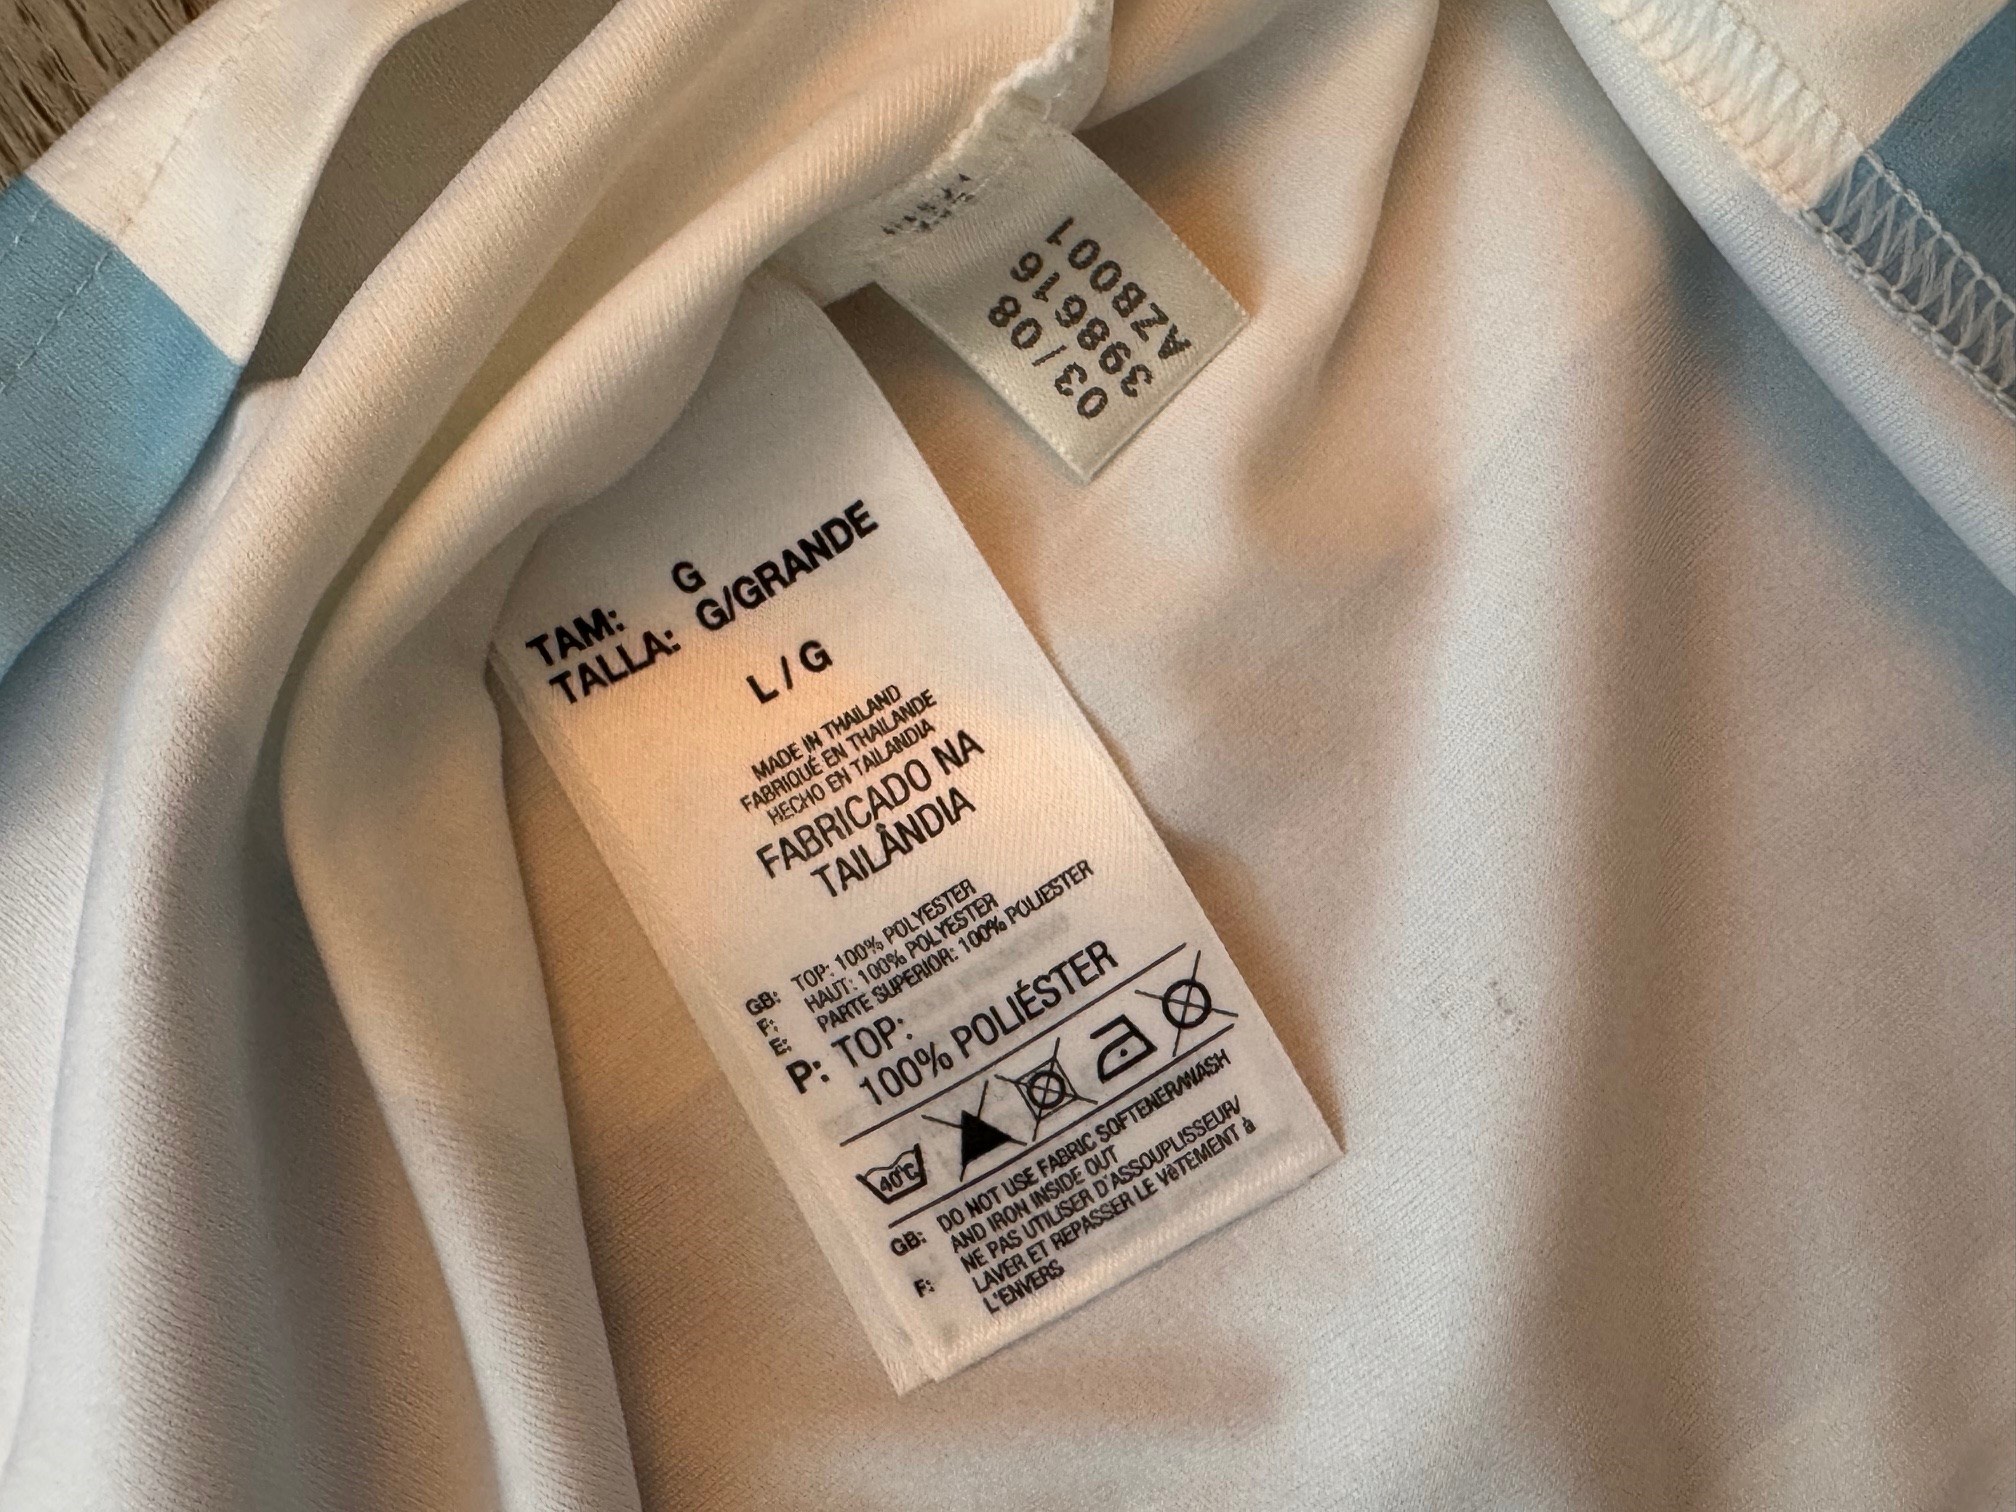 03/08
398616
AZB001
TAM: G
TALLA: G/GRANDE
L/G
MADE IN THAILAND
FABRIQUÉ EN THAILANDE
HECHO EN TAILANDIA
FABRICADO NA
TAILÂNDIA
GB: TOP: 100% POLYESTER
F: HAUT: 100% POLYESTER
E: PARTE SUPERIOR: 100% POLIESTER
P: TOP:
100% POLIÉSTER
40°C
GB: DO NOT USE FABRIC SOFTENER/WASH
AND IRON INSIDE OUT
F: NE PAS UTILISER D'ASSOUPLISSEUR/
LAVER ET REPASSER LE VêTEMENT à
L'ENVERS